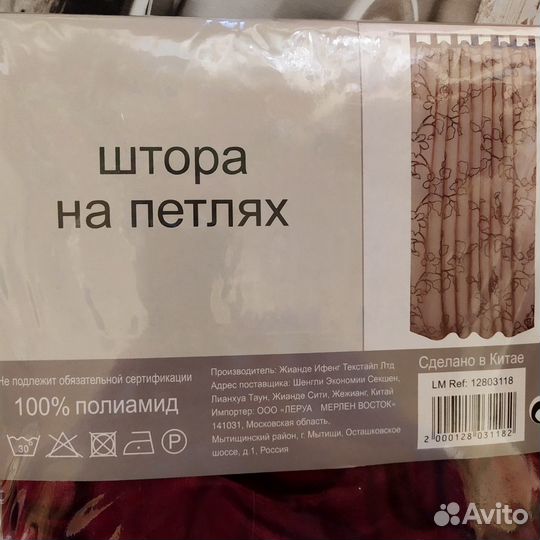 штора
на петлях
Не подлежит обязательной сертификации
100% полиамид
30°
P
Производитель: Жианде Ифенг Текстайл Лтд
Адрес поставщика: Шенгли Экономии Секшен,
Лианхуа Таун, Жианде Сити, Жежианг, Китай
Импортер: ООО «ЛЕРУА МЕРЛЕН ВОСТОК»
141031, Московская область,
Мытищинский район, г. Мытищи, Осташковское
шоссе, д.1, Россия
Сделано в Китае
LM Ref: 12803118
2 000128 031182
Avito